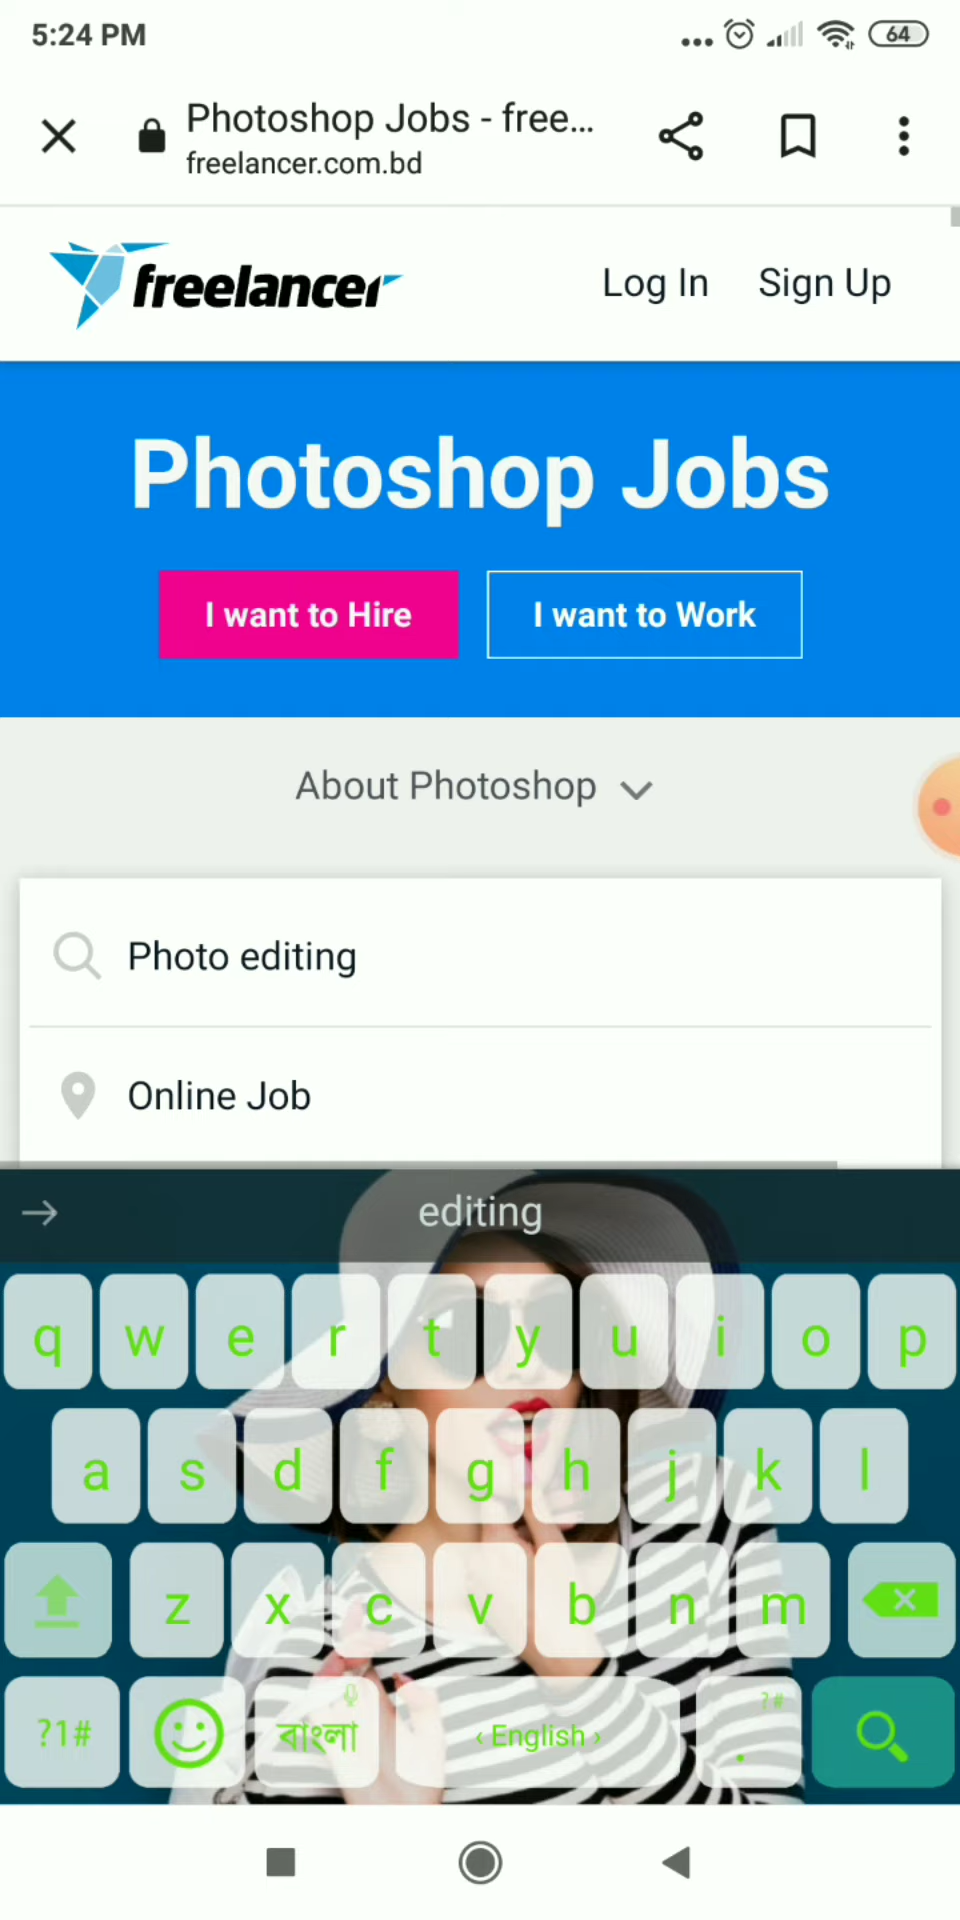 5:24 PM
64
Photoshop Jobs - free...
freelancer.com.bd
freelancer
Log In
Sign Up
Photoshop Jobs
I want to Hire
I want to Work
About Photoshop
Photo editing
Online Job
editing
q w e r t y u i o p
a s d f g h j k l
z x c v b n m
?#
?1#
বাংলা
‹ English ›
.